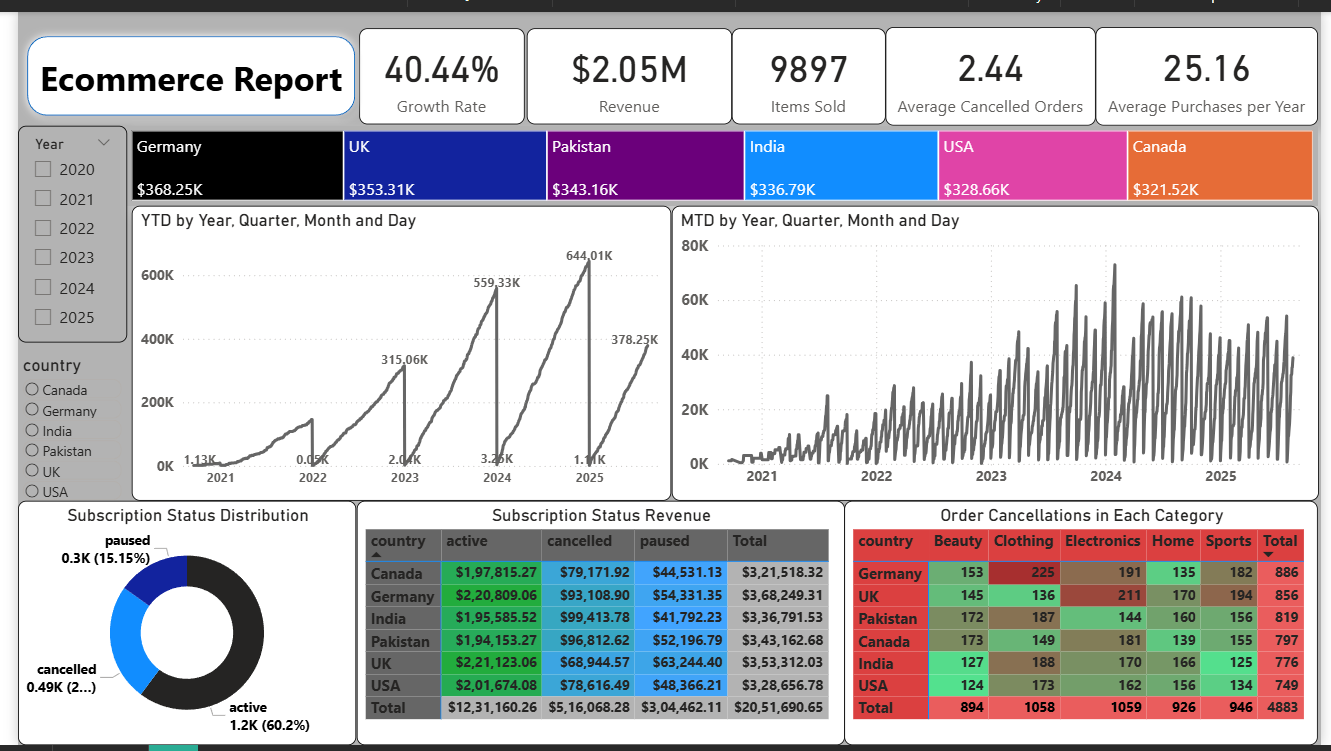 Ecommerce Report
40.44%
Growth Rate
$2.05M
Revenue
9897
Items Sold
2.44
Average Cancelled Orders
25.16
Average Purchases per Year
Year
2020
2021
2022
2023
2024
2025
Germany
$368.25K
UK
$353.31K
Pakistan
$343.16K
India
$336.79K
USA
$328.66K
Canada
$321.52K
country
Canada
Germany
India
Pakistan
UK
USA
YTD by Year, Quarter, Month and Day
600K
400K
200K
0K
1.13K
0.05K
315.06K
2.04K
559.33K
644.01K
378.25K
2021 2022 2023 2024 2025
MTD by Year, Quarter, Month and Day
80K
60K
40K
20K
0K
2021 2022 2023 2024 2025
Subscription Status Distribution
paused
0.3K (15.15%)
cancelled
0.49K (2...)
active
1.2K (60.2%)
Subscription Status Revenue
country active cancelled paused Total
Canada $1,97,815.27 $79,171.92 $44,531.13 $3,21,518.32
Germany $2,20,809.06 $93,108.90 $54,331.35 $3,68,249.31
India $1,95,585.52 $99,413.78 $41,792.23 $3,36,791.53
Pakistan $1,94,153.27 $96,812.62 $52,196.79 $3,43,162.68
UK $2,21,123.06 $68,944.57 $63,244.40 $3,53,312.03
USA $2,01,674.08 $78,616.49 $48,366.21 $3,28,656.78
Total $12,31,160.26 $5,16,068.28 $3,04,462.11 $20,51,690.65
Order Cancellations in Each Category
country Beauty Clothing Electronics Home Sports Total
Germany 153 225 191 135 182 886
UK 145 136 211 170 194 856
Pakistan 172 187 144 160 156 819
Canada 173 149 181 139 155 797
India 127 188 170 166 125 776
USA 124 173 162 156 134 749
Total 894 1058 1059 926 946 4883